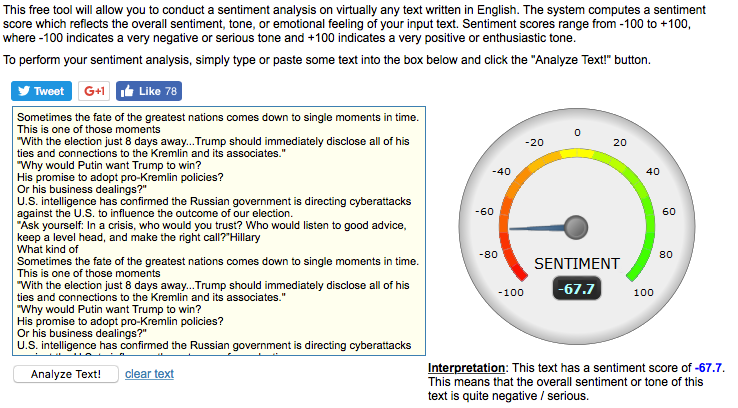 This free tool will allow you to conduct a sentiment analysis on virtually any text written in English. The system computes a sentiment
score which reflects the overall sentiment, tone, or emotional feeling of your input text. Sentiment scores range from -100 to +100,
where -100 indicates a very negative or serious tone and +100 indicates a very positive or enthusiastic tone.
To perform your sentiment analysis, simply type or paste some text into the box below and click the "Analyze Text!" button.
Tweet G+1 Like 78
Sometimes the fate of the greatest nations comes down to single moments in time.
This is one of those moments
"With the election just 8 days away...Trump should immediately disclose all of his
ties and connections to the Kremlin and its associates."
"Why would Putin want Trump to win?
His promise to adopt pro-Kremlin policies?
Or his business dealings?"
U.S. intelligence has confirmed the Russian government is directing cyberattacks
against the U.S. to influence the outcome of our election.
"Ask yourself: In a crisis, who would you trust? Who would listen to good advice,
keep a level head, and make the right call?"Hillary
What kind of
Sometimes the fate of the greatest nations comes down to single moments in time.
This is one of those moments
"With the election just 8 days away...Trump should immediately disclose all of his
ties and connections to the Kremlin and its associates."
"Why would Putin want Trump to win?
His promise to adopt pro-Kremlin policies?
Or his business dealings?"
U.S. intelligence has confirmed the Russian government is directing cyberattacks
Analyze Text! clear text
0
-20 20
-40 40
-60 60
-80 80
SENTIMENT
-100 -67.7 100
Interpretation: This text has a sentiment score of -67.7.
This means that the overall sentiment or tone of this
text is quite negative / serious.